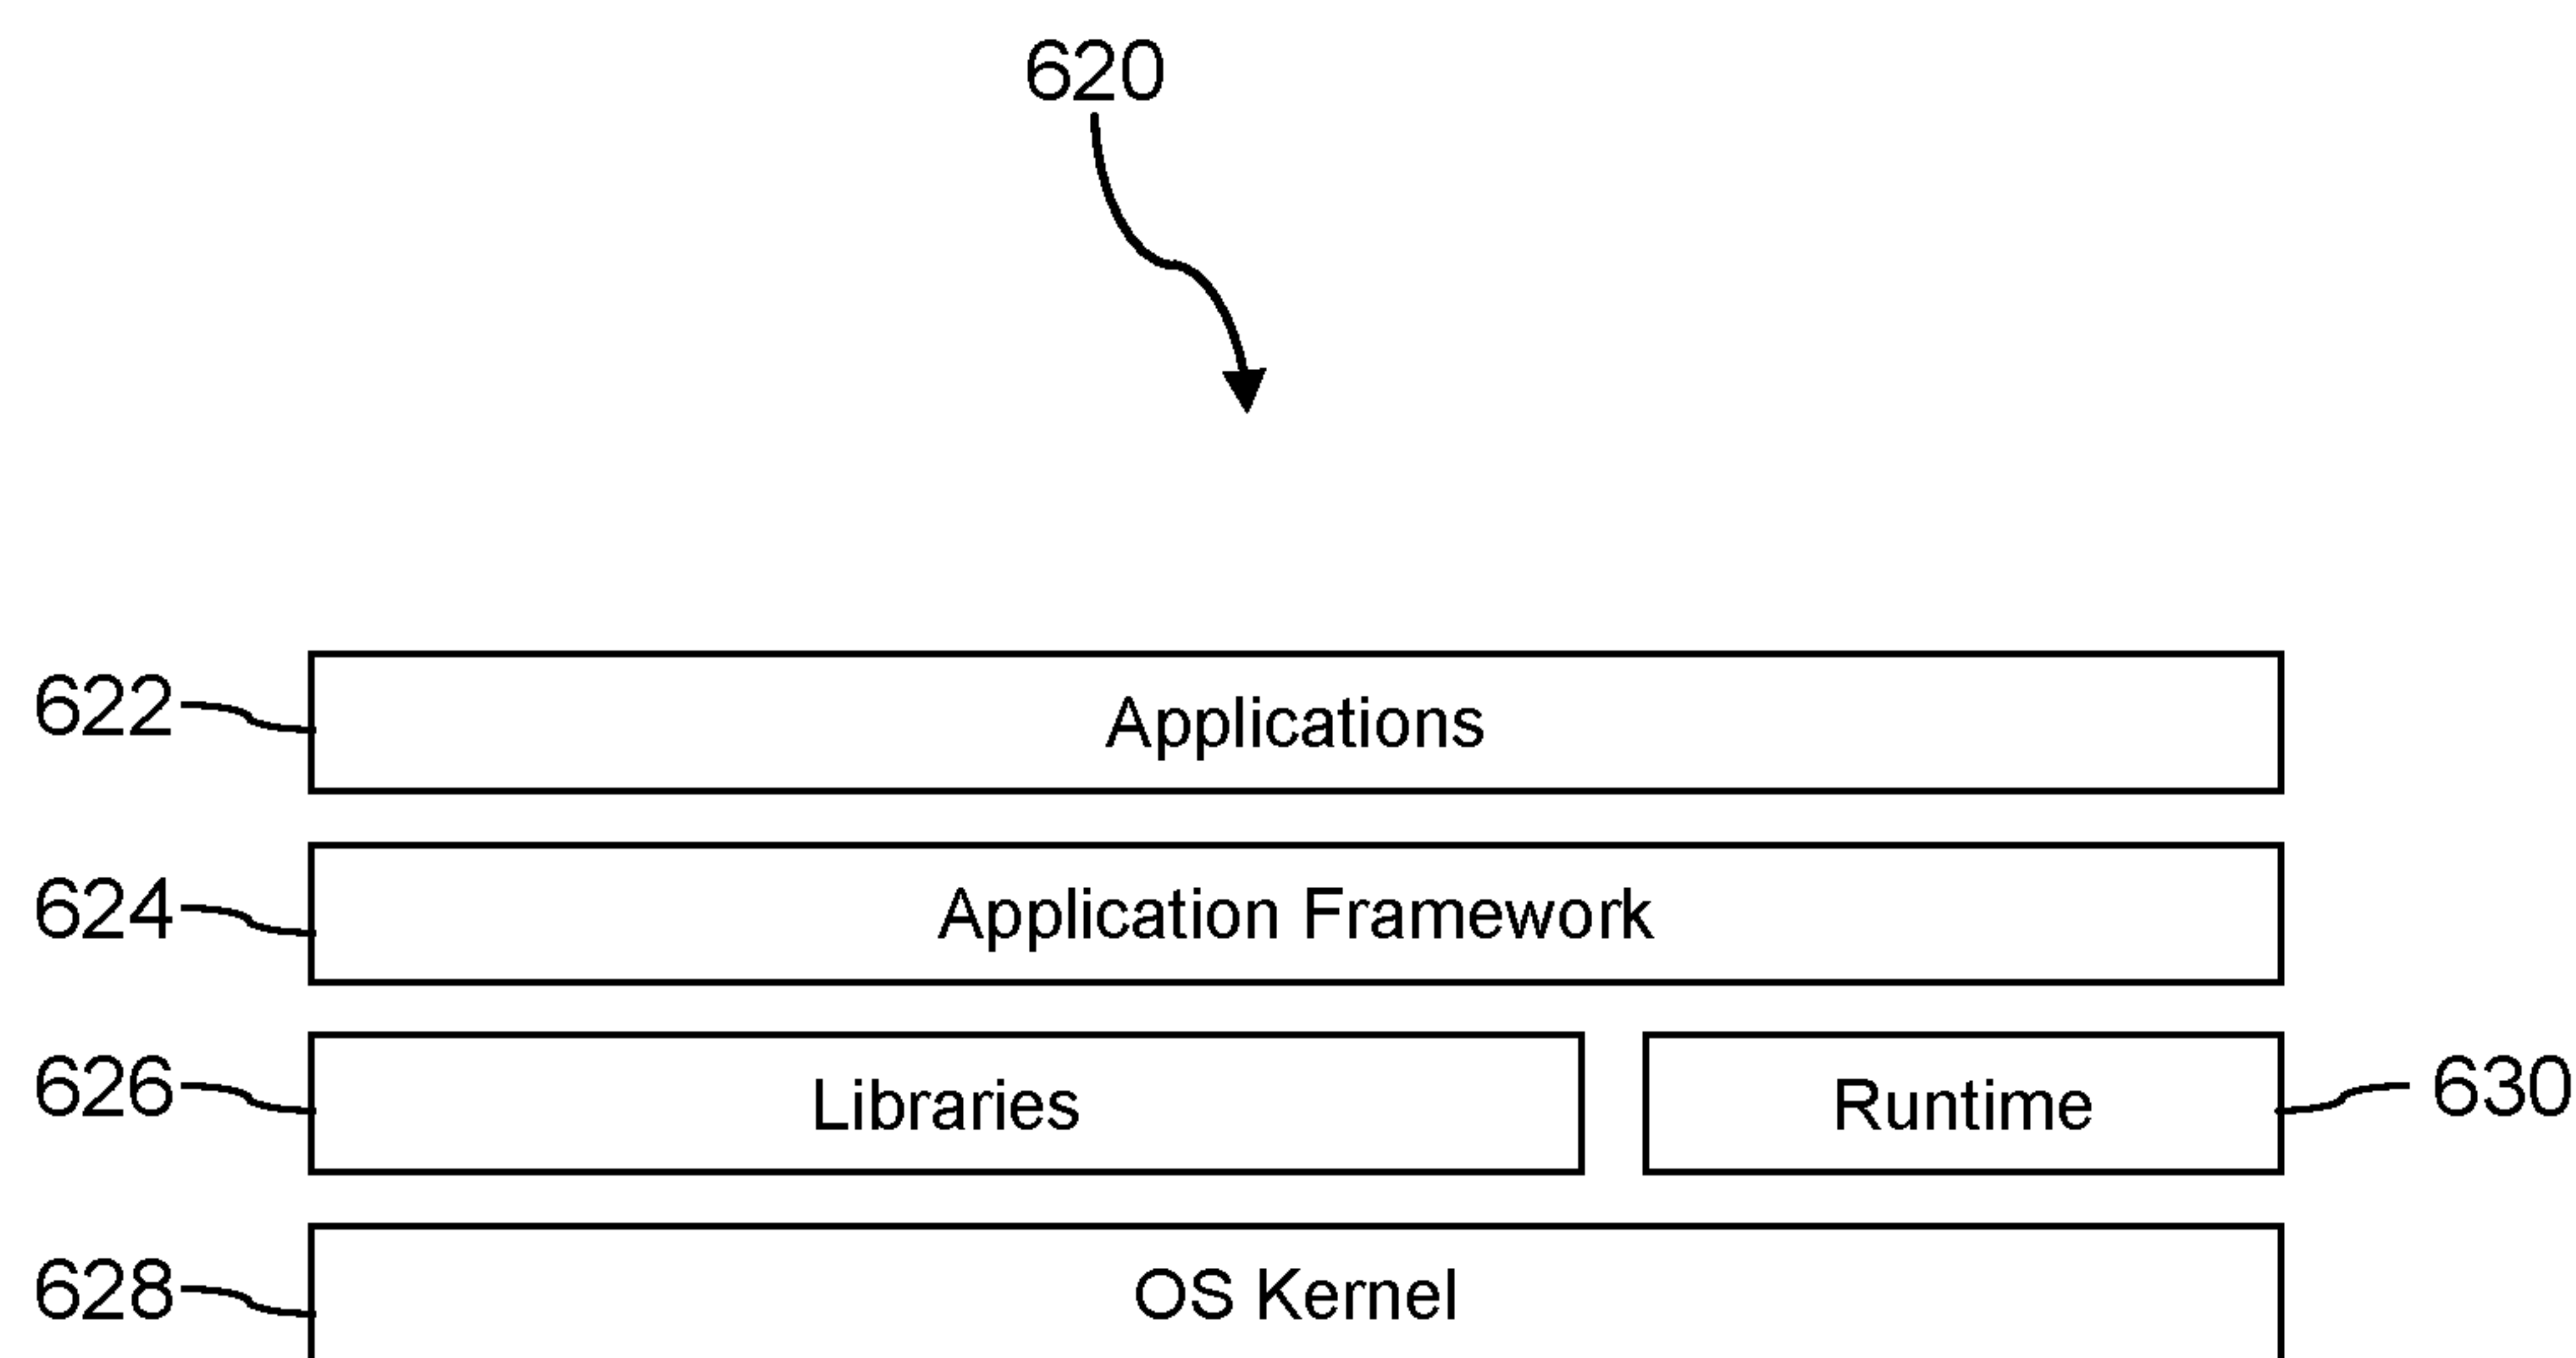 620
622 Applications
624 Application Framework
626 Libraries Runtime 630
628 OS Kernel